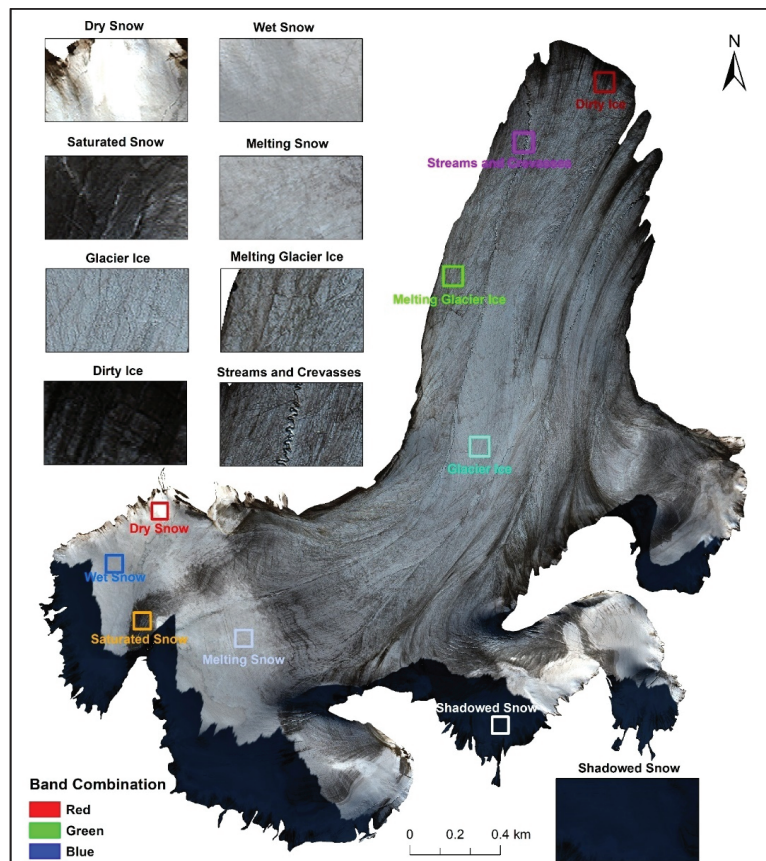 Dry Snow
Wet Snow
N
Saturated Snow
Melting Snow
Glacier Ice
Melting Glacier Ice
Dirty Ice
Streams and Crevasses
Dirty Ice
Streams and Crevasses
Melting Glacier Ice
Glacier Ice
Dry Snow
Wet Snow
Saturated Snow
Melting Snow
Shadowed Snow
Shadowed Snow
Band Combination
Red
Green
Blue
0 0.2 0.4 km